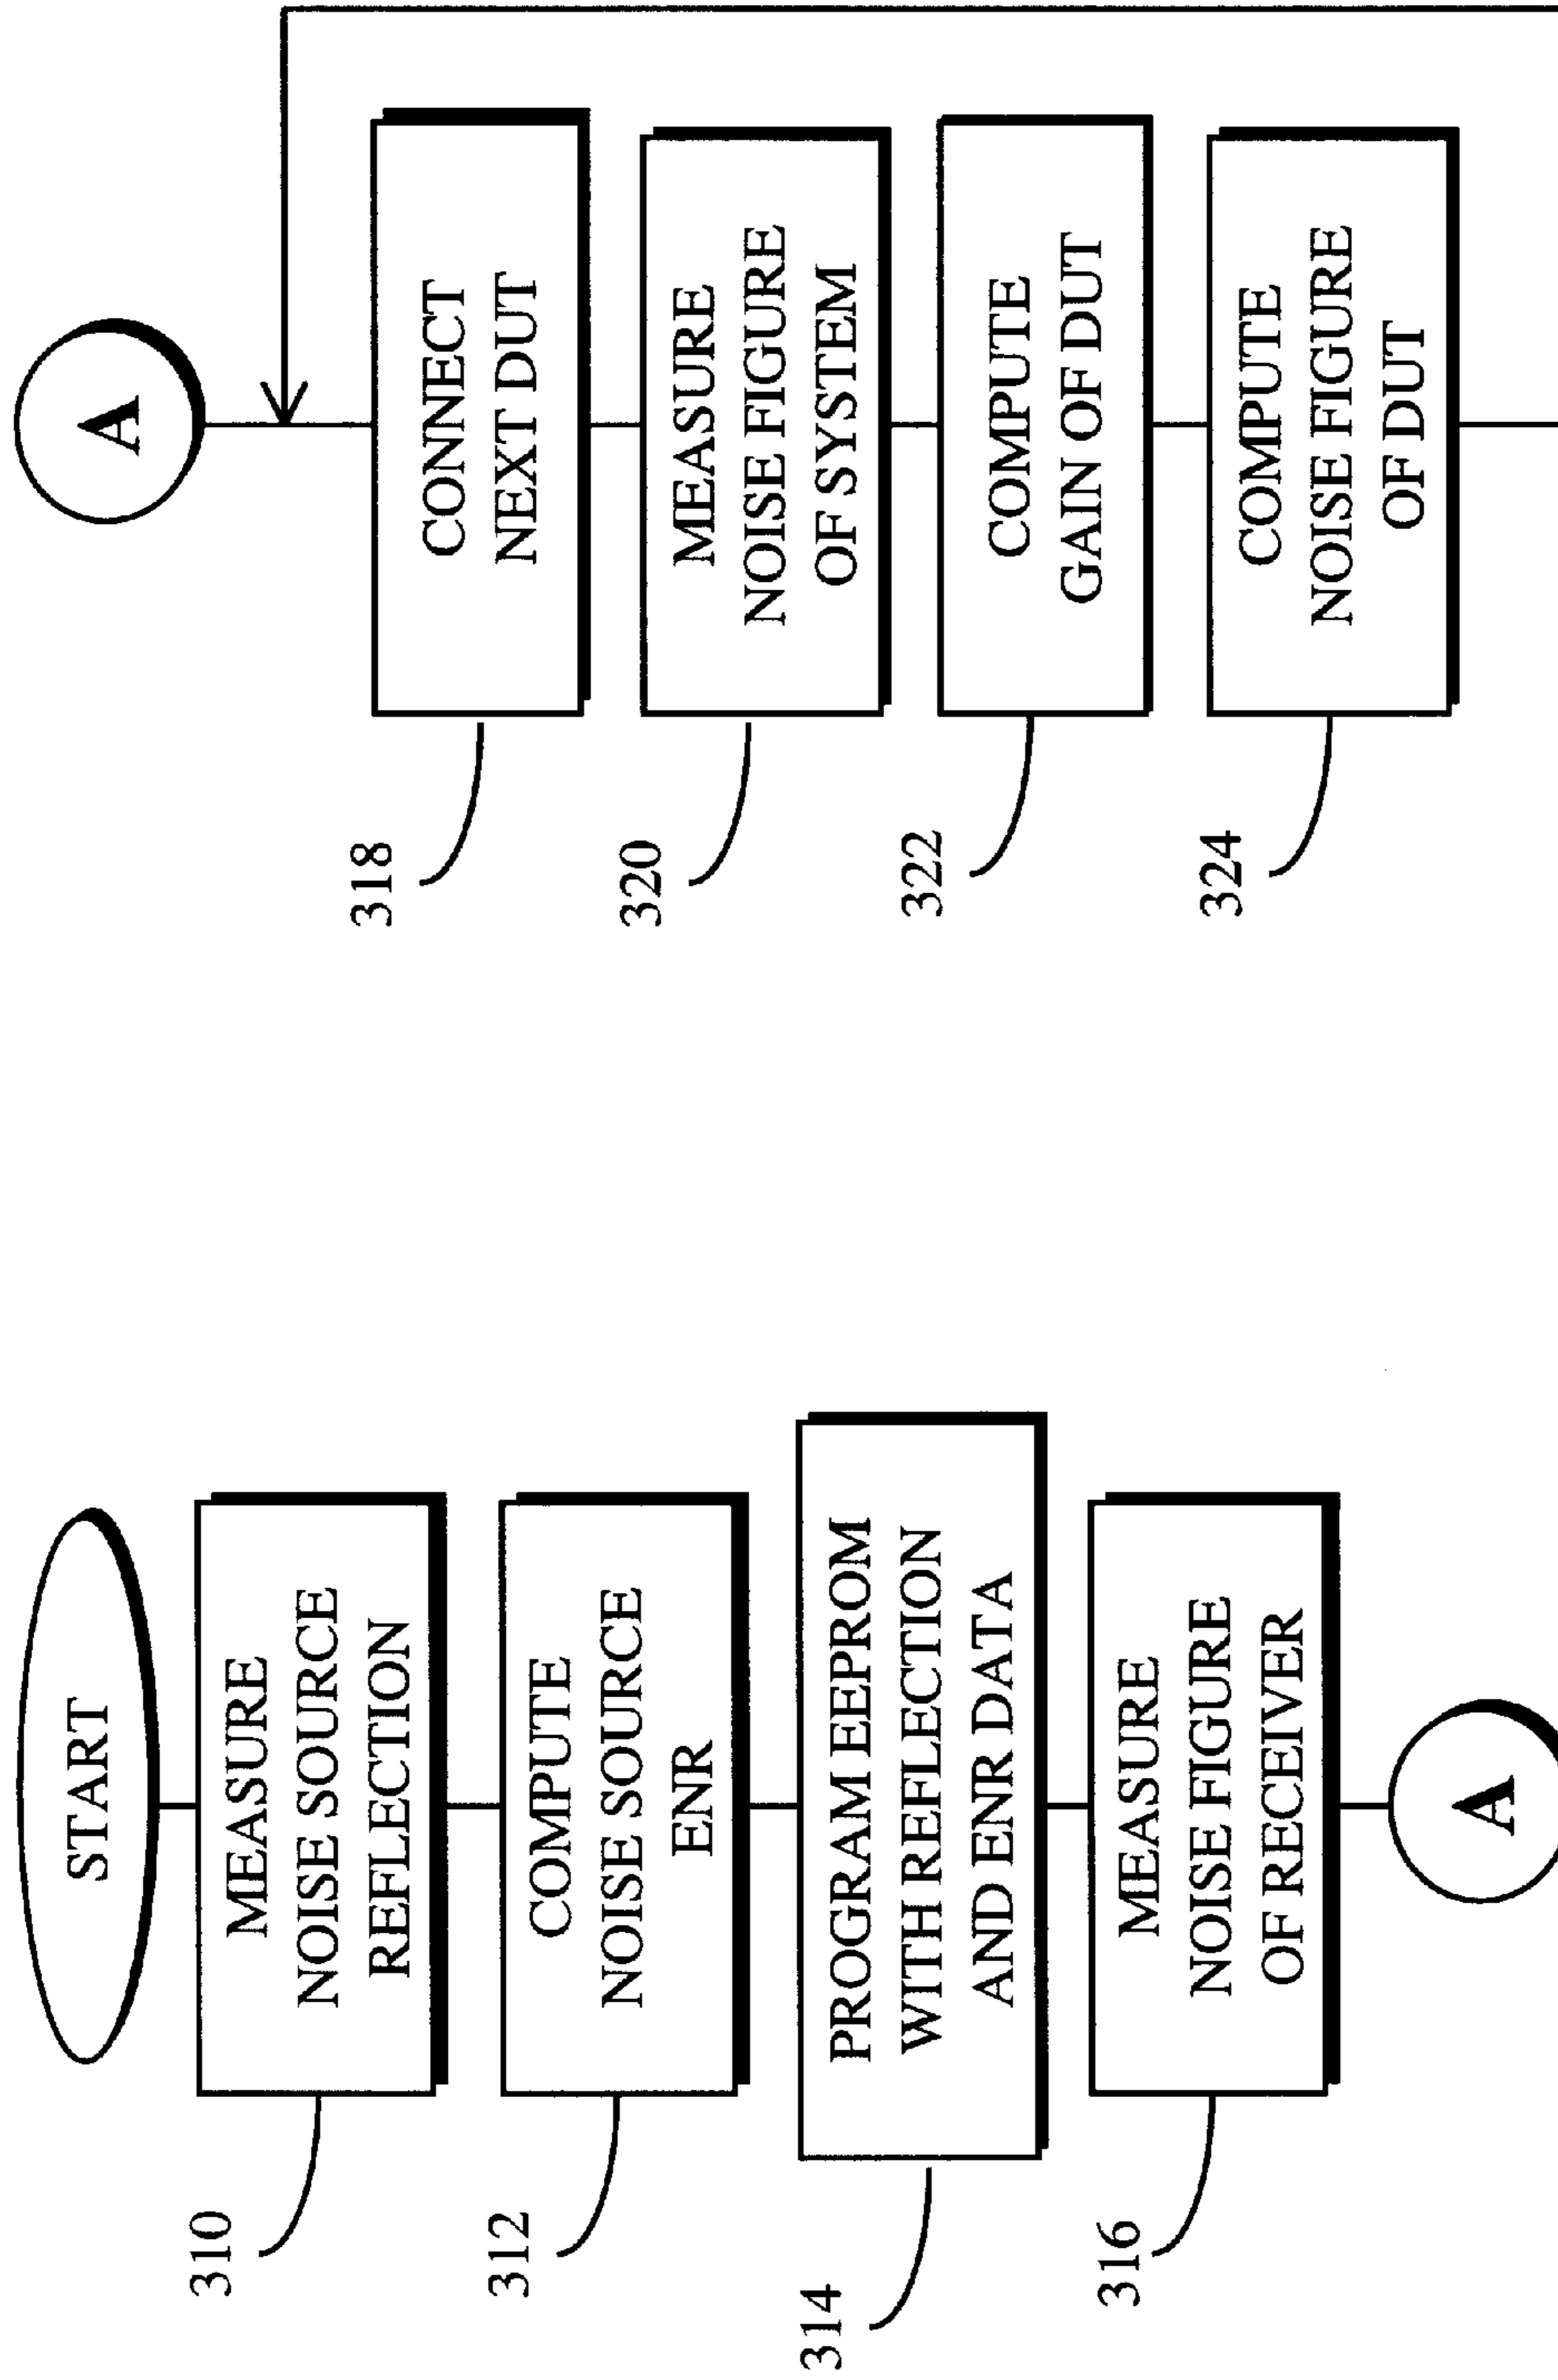 START
310
MEASURE
NOISE SOURCE
REFLECTION
312
COMPUTE
NOISE SOURCE
ENR
314
PROGRAM EEPROM
WITH REFLECTION
AND ENR DATA
316
MEASURE
NOISE FIGURE
OF RECEIVER
A
A
318
CONNECT
NEXT DUT
320
MEASURE
NOISE FIGURE
OF SYSTEM
322
COMPUTE
GAIN OF DUT
324
COMPUTE
NOISE FIGURE
OF DUT